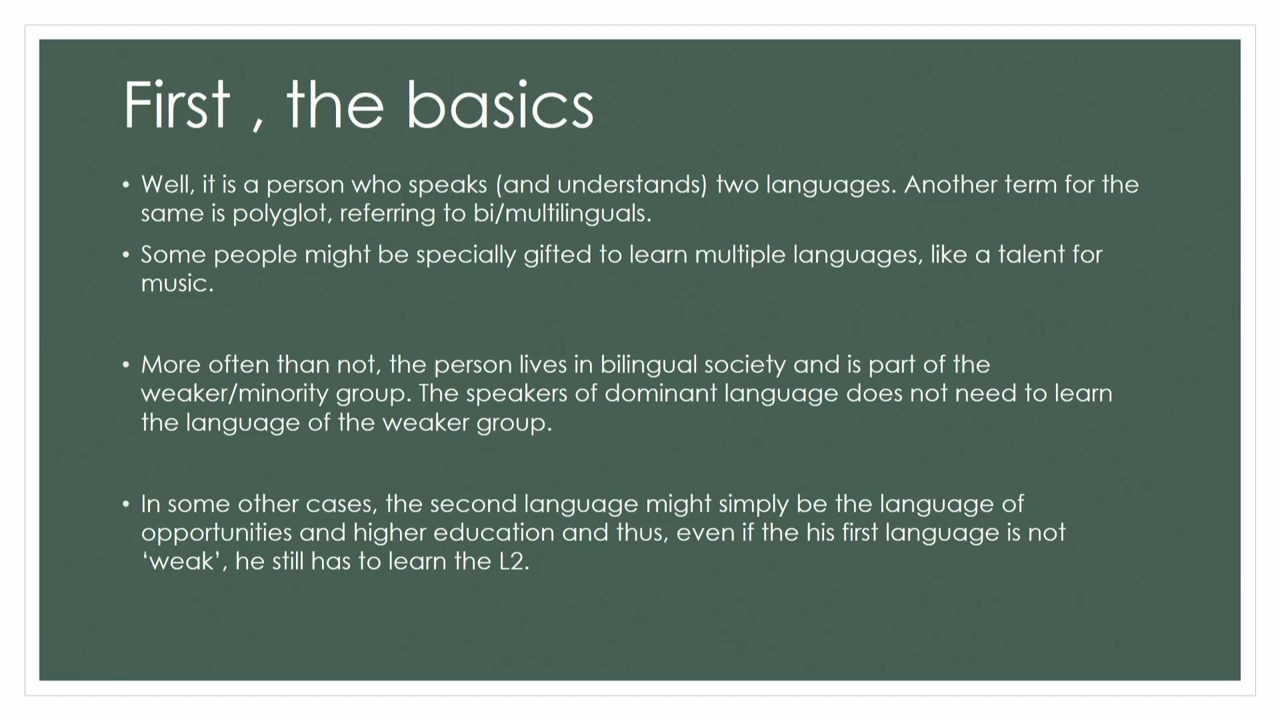 First , the basics
• Well, it is a person who speaks (and understands) two languages. Another term for the
same is polyglot, referring to bi/multilinguals.
• Some people might be specially gifted to learn multiple languages, like a talent for
music.
• More often than not, the person lives in bilingual society and is part of the
weaker/minority group. The speakers of dominant language does not need to learn
the language of the weaker group.
• In some other cases, the second language might simply be the language of
opportunities and higher education and thus, even if the his first language is not
‘weak’, he still has to learn the L2.